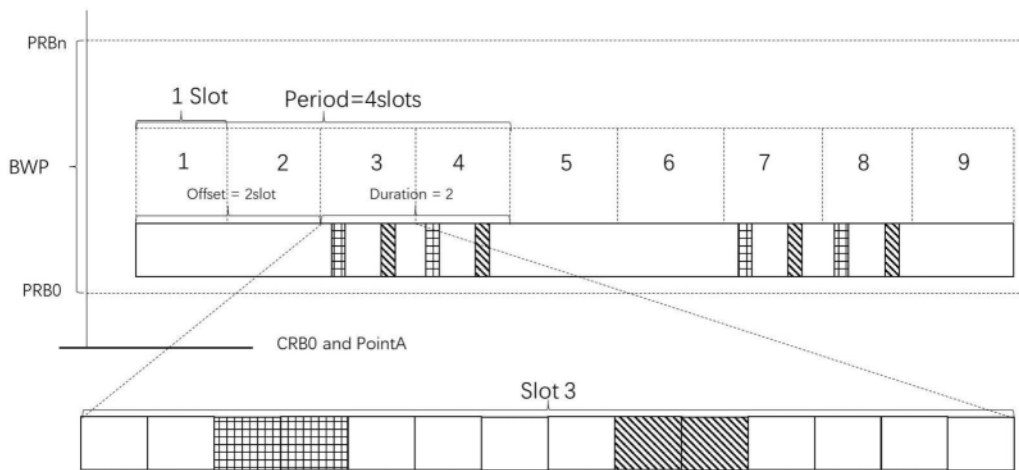 PRBn
1 Slot
Period=4slots
BWP
1 2 3 4 5 6 7 8 9
Offset = 2slot
Duration = 2
PRB0
CRB0 and PointA
Slot 3